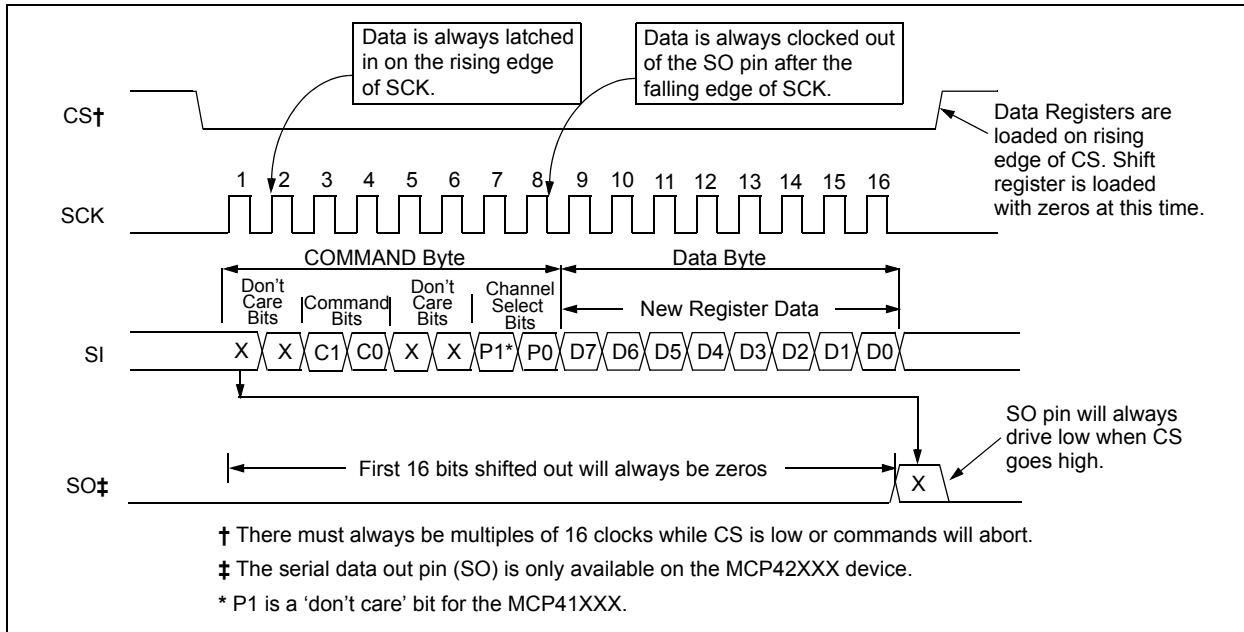 Data is always latched
in on the rising edge
of SCK.
Data is always clocked out
of the SO pin after the
falling edge of SCK.
CS†
Data Registers are
loaded on rising
edge of CS. Shift
register is loaded
with zeros at this time.
1 2 3 4 5 6 7 8 9 10 11 12 13 14 15 16
SCK
COMMAND Byte
Data Byte
Don't
Care
Bits
Command
Bits
Don't
Care
Bits
Channel
Select
Bits
New Register Data
SI
X X C1 C0 X X P1* P0 D7 D6 D5 D4 D3 D2 D1 D0
SO pin will always
drive low when CS
goes high.
First 16 bits shifted out will always be zeros
SO‡
X
† There must always be multiples of 16 clocks while CS is low or commands will abort.
‡ The serial data out pin (SO) is only available on the MCP42XXX device.
* P1 is a ‘don’t care’ bit for the MCP41XXX.